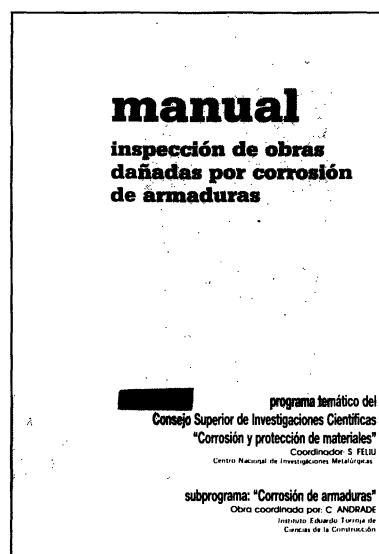 manual
inspección de obras
dañadas por corrosión
de armaduras
programa temático del
Consejo Superior de Investigaciones Científicas
"Corrosión y protección de materiales"
Coordinador: S. FELIU
Centro Nacional de Investigaciones Metalúrgicas
subprograma: "Corrosión de armaduras"
Obra coordinada por: C. ANDRADE
Instituto Eduardo Torroja de
Ciencias de la Construcción